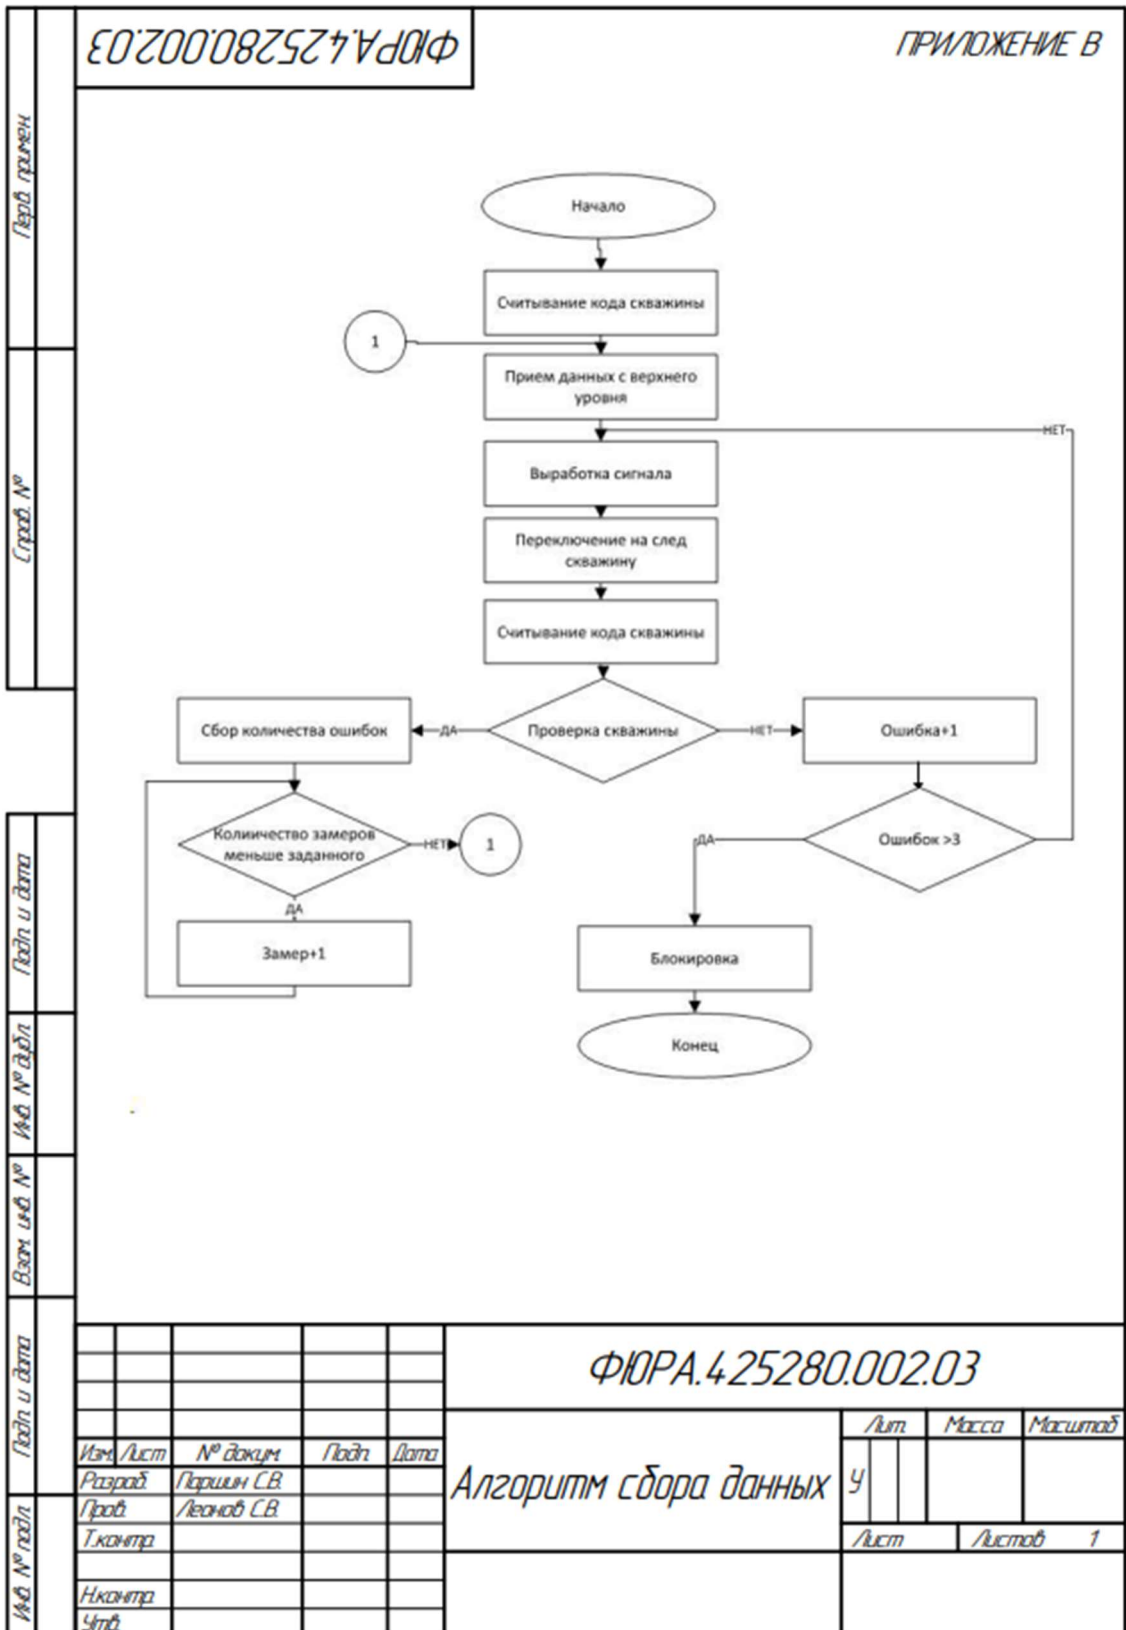 ФЮРА.425280.002.03
ПРИЛОЖЕНИЕ В
Перв. примен.
Справ. №
Подп. и дата
Инв. № дубл.
Взам. инв. №
Подп. и дата
Инв. № подл.
Начало
Считывание кода скважины
1
Прием данных с верхнего
уровня
НЕТ
Выработка сигнала
Переключение на след
скважину
Считывание кода скважины
Сбор количества ошибок
ДА
Проверка скважины
НЕТ
Ошибка+1
Колиичество замеров
меньше заданного
НЕТ
1
ДА
Ошибок >3
ДА
Замер+1
Блокировка
Конец
ФЮРА.425280.002.03
Изм. Лист № докум. Подп. Дата
Разраб. Паршин С.В.
Пров. Леонов С.В.
Т.контр.
Н.контр.
Утв.
Алгоритм сбора данных
Лит. Масса Масштаб
У
Лист Листов 1